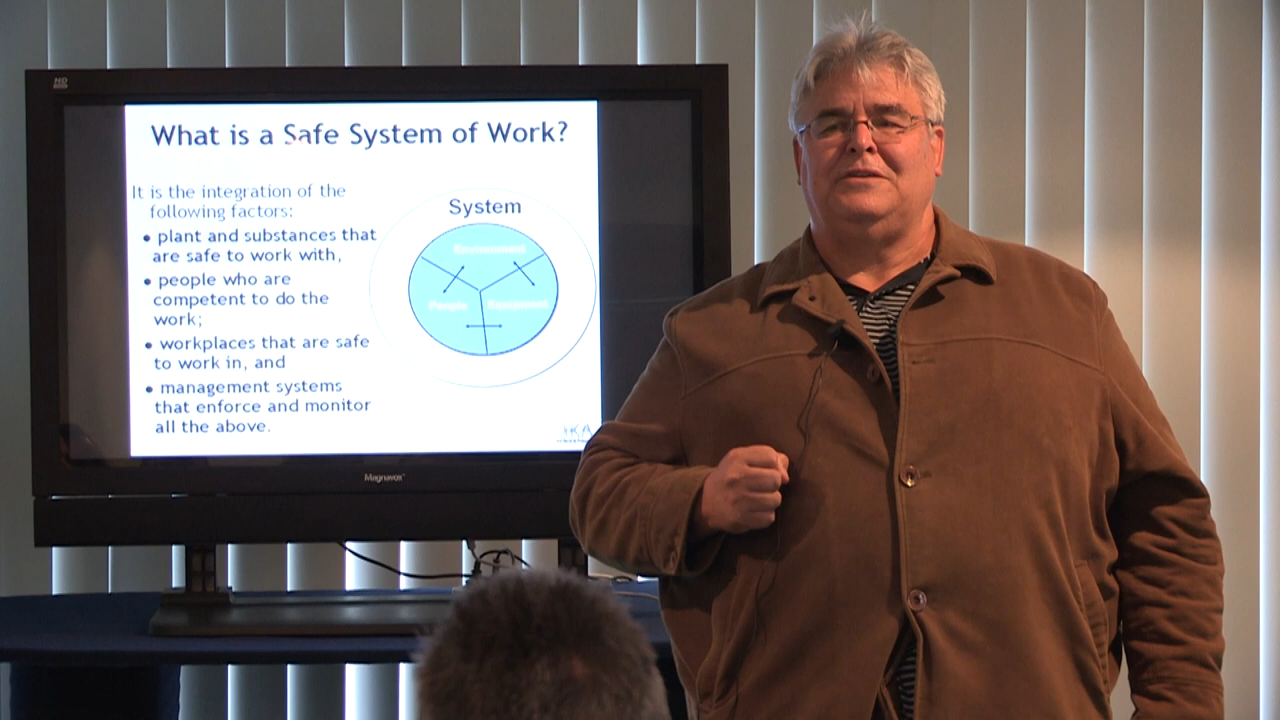 HD
What is a Safe System of Work?
It is the integration of the
following factors:
• plant and substances that
are safe to work with,
• people who are
competent to do the
work;
• workplaces that are safe
to work in, and
• management systems
that enforce and monitor
all the above.
System
Environment
People
Equipment
Magnavox